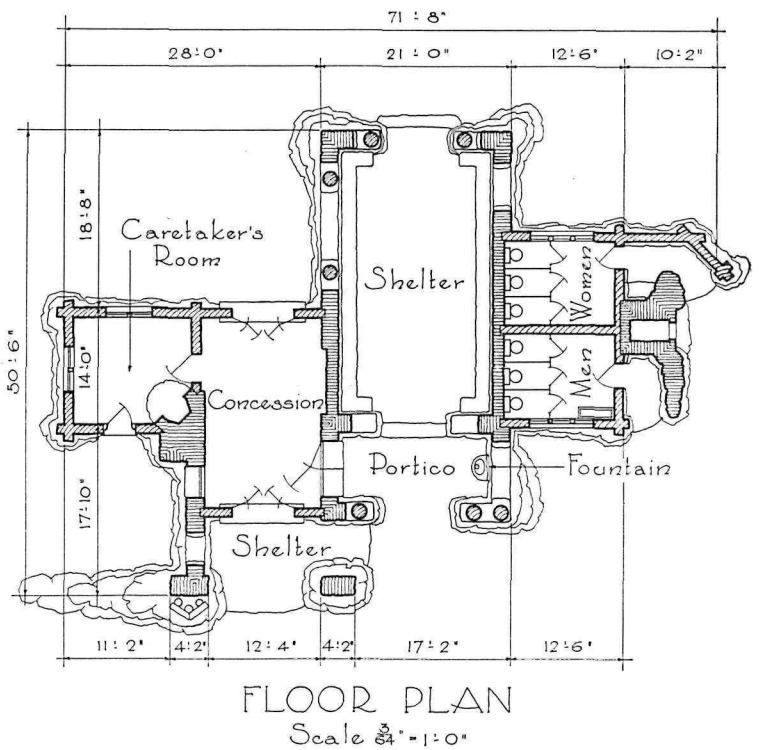 71'-8"
28'-0"
21'-0"
12'-6"
10'-2"
18'-8"
Caretaker's
Room
Shelter
Women
50'-6"
14'-0"
Concession
Men
Portico
Fountain
17'-10"
Shelter
11'-2"
4'-2"
12'-4"
4'-2"
17'-2"
12'-6"
FLOOR PLAN
Scale 3/64" = 1'-0"